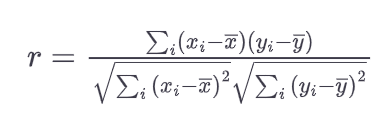 r = \frac{\sum_i (x_i - \overline{x})(y_i - \overline{y})}{\sqrt{\sum_i (x_i - \overline{x})^2} \sqrt{\sum_i (y_i - \overline{y})^2}}